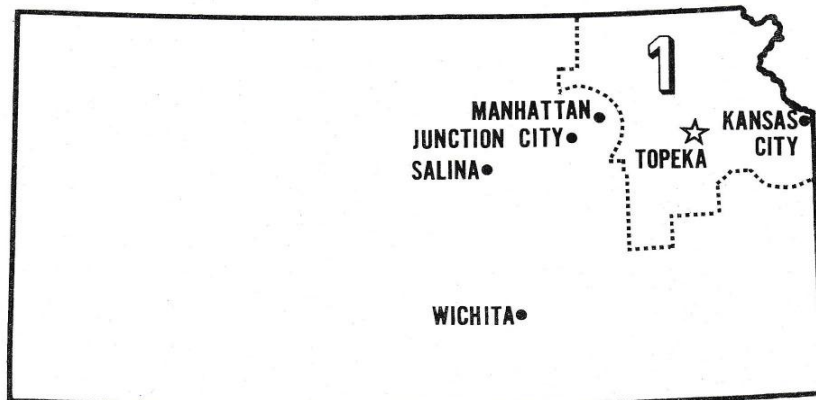 1
MANHATTAN
JUNCTION CITY
SALINA
TOPEKA
KANSAS
CITY
WICHITA